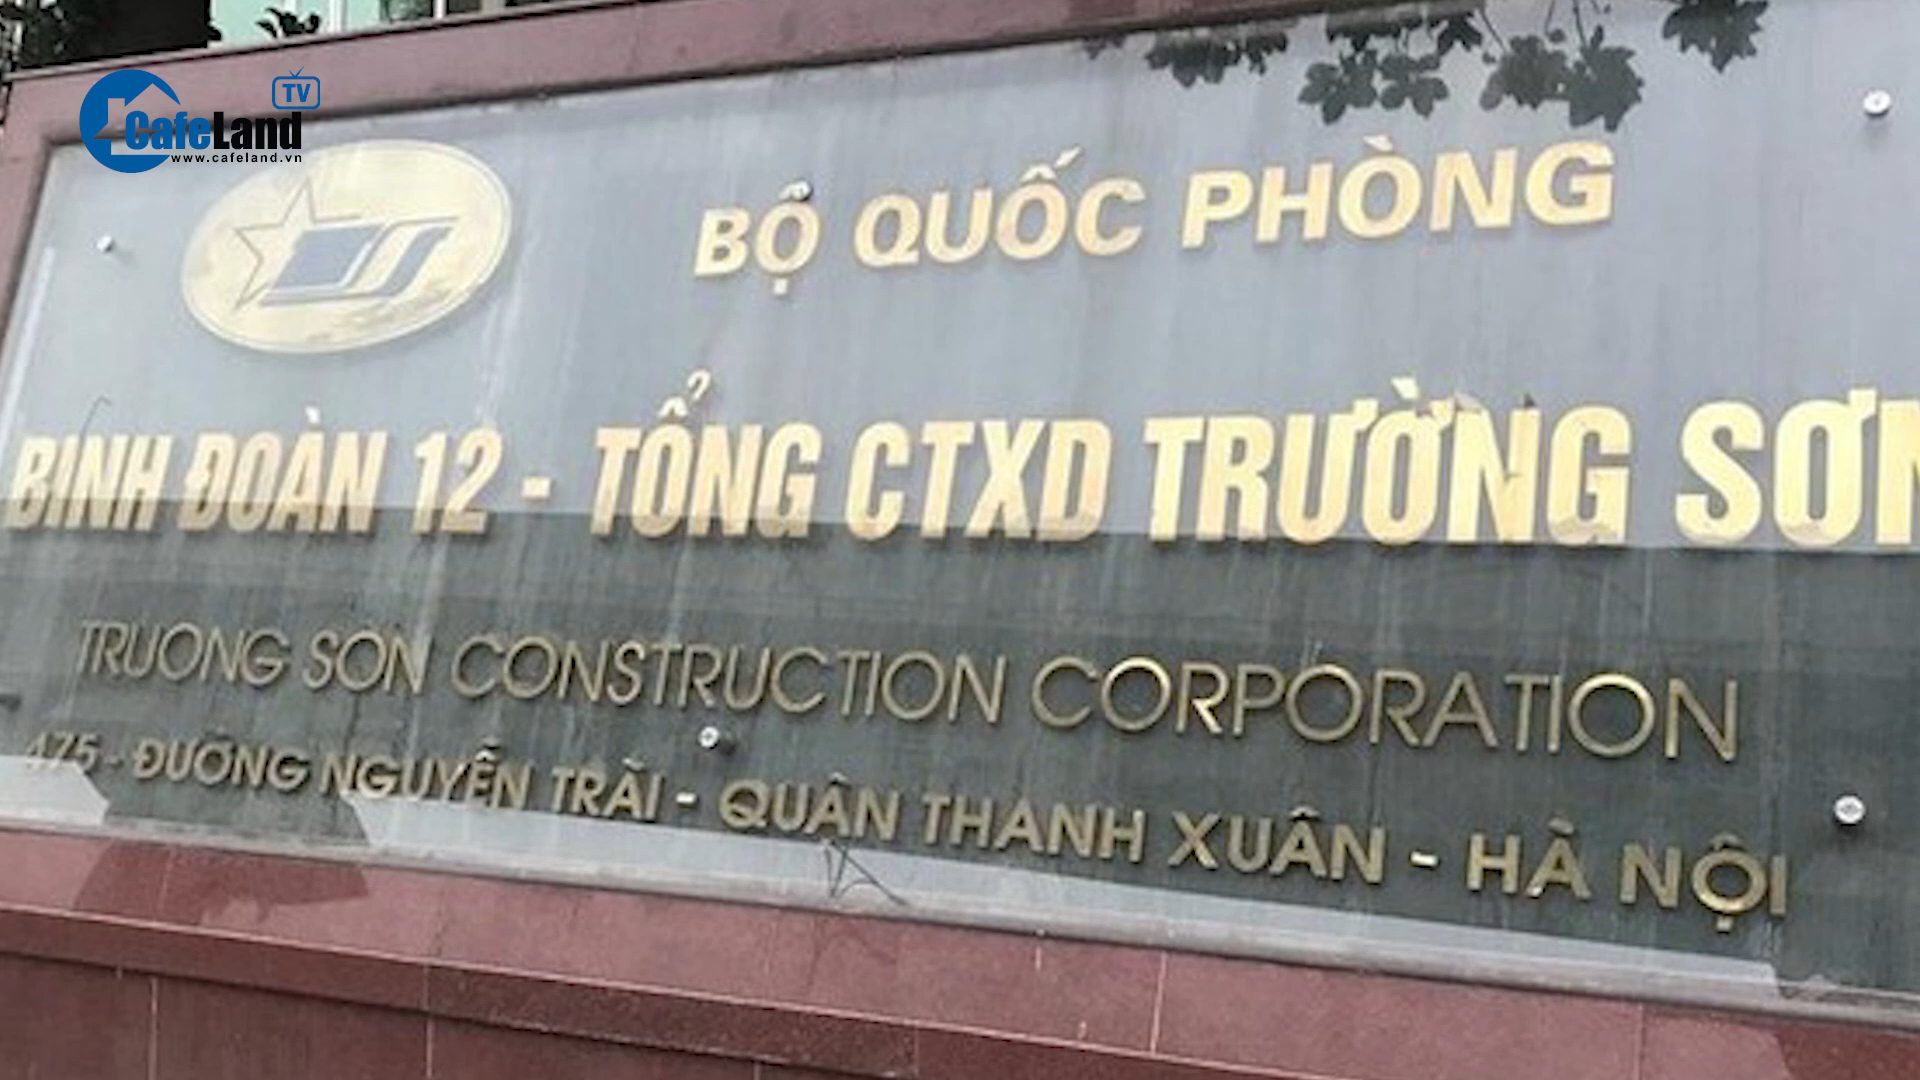 TV
CafeLand
www.cafeland.vn
BỘ QUỐC PHÒNG
BINH ĐOÀN 12 - TỔNG CTXD TRƯỜNG SƠN
TRUONG SON CONSTRUCTION CORPORATION
475 - ĐƯỜNG NGUYỄN TRÃI - QUẬN THANH XUÂN - HÀ NỘI